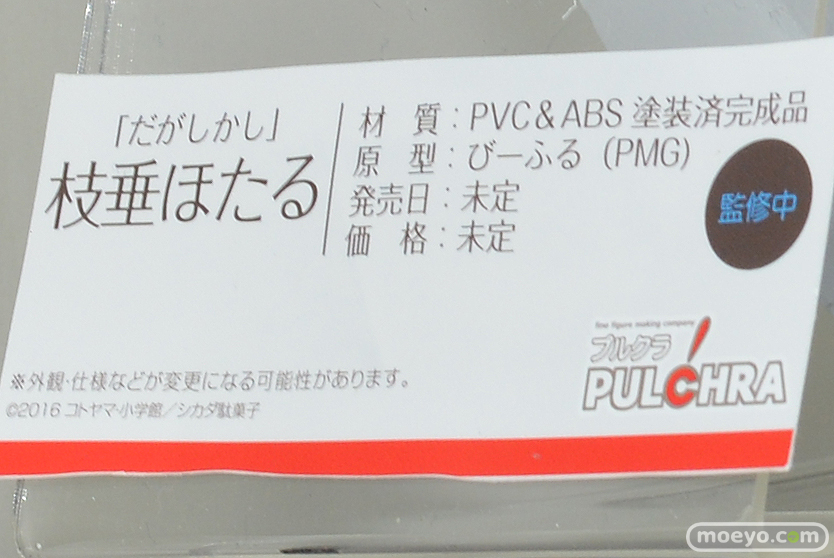 「だがしかし」
枝垂ほたる
材 質：PVC＆ABS 塗装済完成品
原 型：びーふる（PMG）
発売日：未定
価 格：未定
監修中
fine figure making company
プルクラ
PULCHRA
※外観・仕様などが変更になる可能性があります。
©2016 コトヤマ・小学館／シカダ駄菓子
moeyo.com